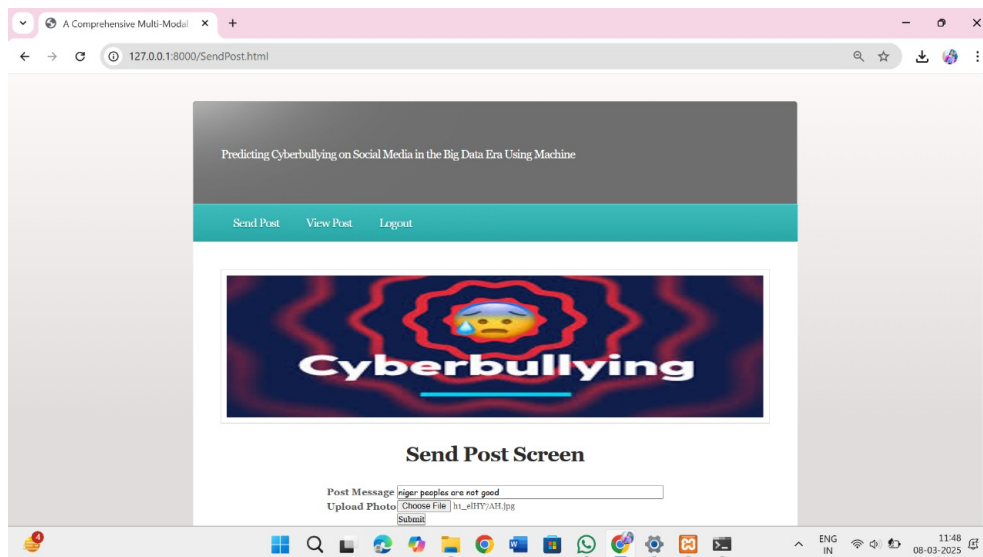 A Comprehensive Multi-Modal
127.0.0.1:8000/SendPost.html
Predicting Cyberbullying on Social Media in the Big Data Era Using Machine
Send Post View Post Logout
Cyberbullying
Send Post Screen
Post Message niger peoples are not good
Upload Photo Choose File h1_elHY7AH.jpg
Submit
ENG 11:48
IN 08-03-2025